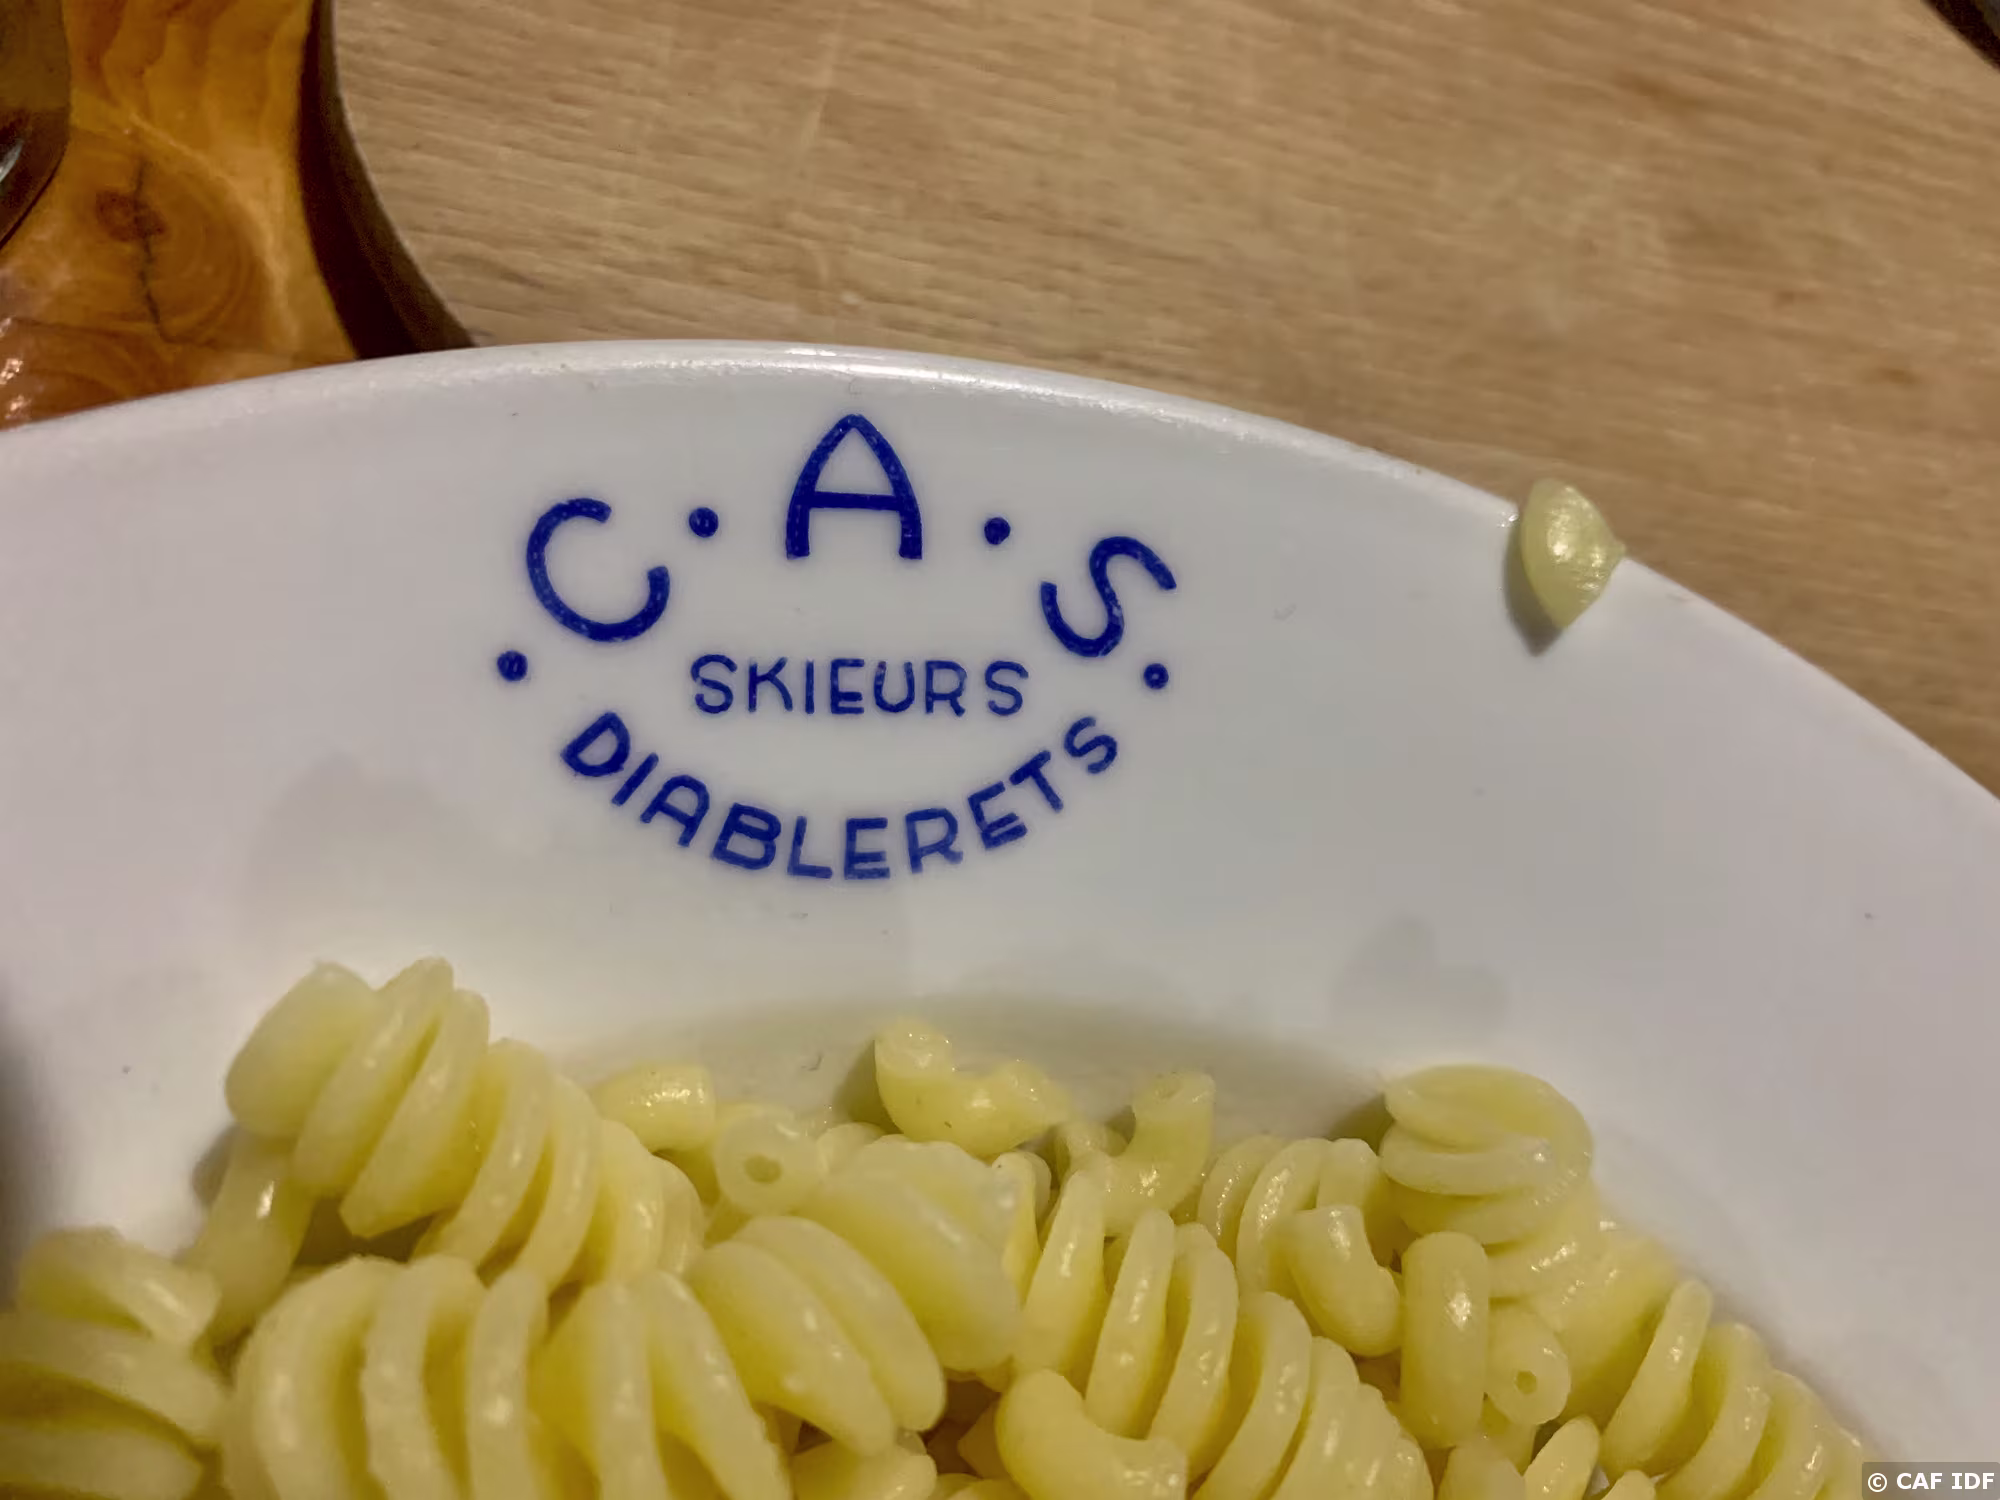 C·A·S
SKIEURS
·DIABLERETS·
© CAF IDF